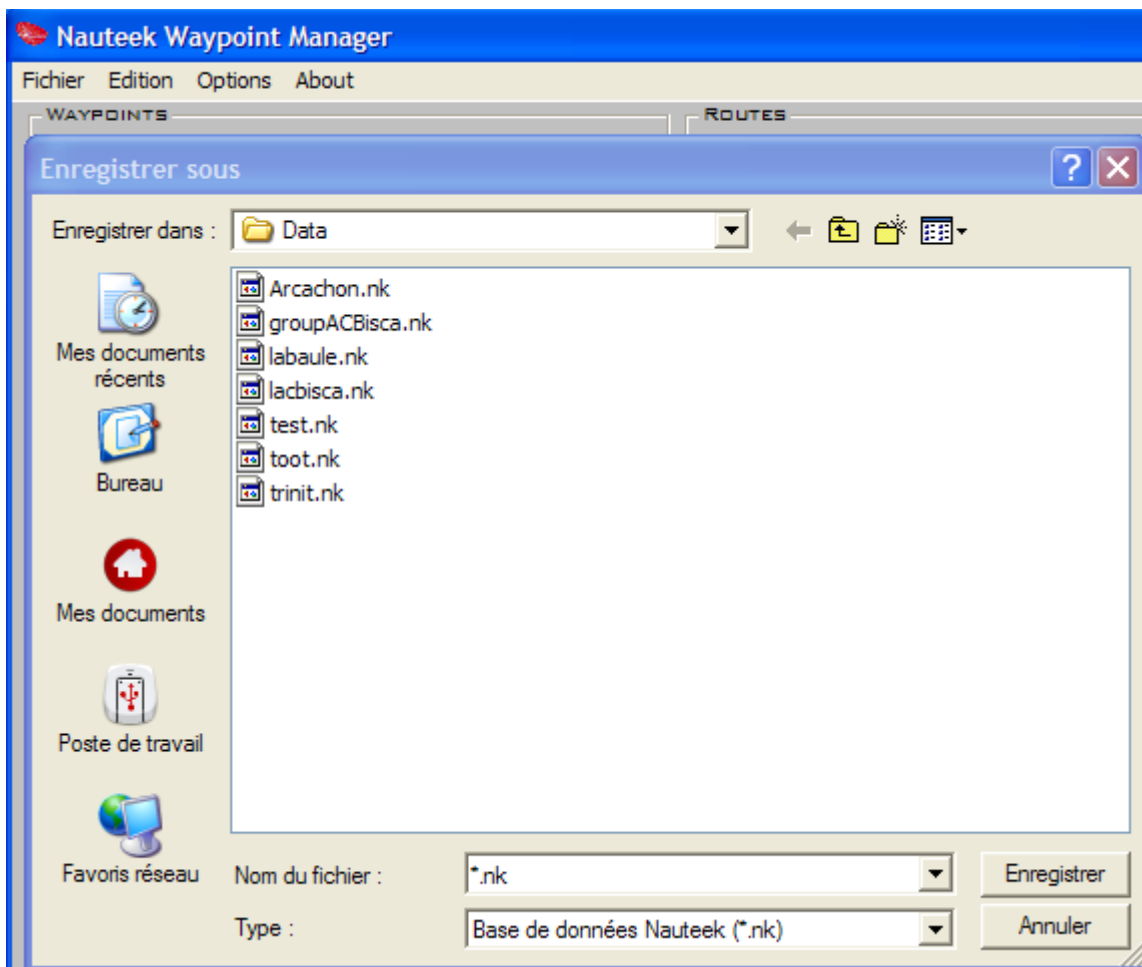 Nauteek Waypoint Manager
Fichier Edition Options About
WAYPOINTS ROUTES
Enregistrer sous
Enregistrer dans : Data
Arcachon.nk
groupACBisca.nk
labaule.nk
lacbisca.nk
test.nk
toot.nk
trinit.nk
Mes documents
récents
Bureau
Mes documents
Poste de travail
Favoris réseau
Nom du fichier : *.nk Enregistrer
Type : Base de données Nauteek (*.nk) Annuler